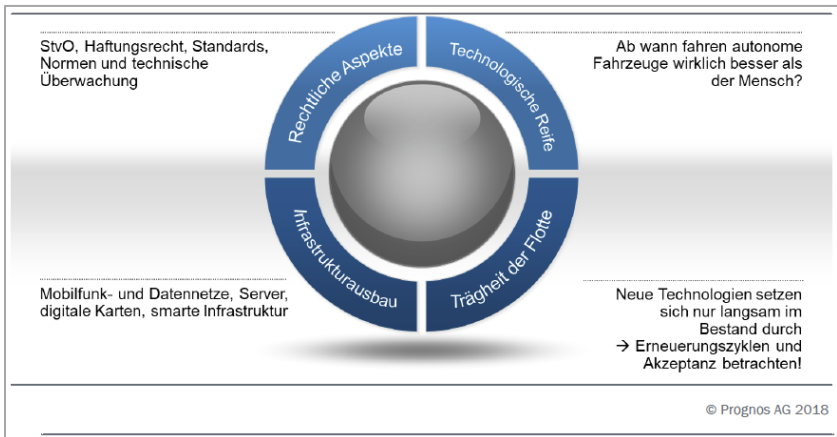 StvO, Haftungsrecht, Standards,
Normen und technische
Überwachung
Rechtliche Aspekte
Technologische Reife
Ab wann fahren autonome
Fahrzeuge wirklich besser als
der Mensch?
Mobilfunk- und Datennetze, Server,
digitale Karten, smarte Infrastruktur
Infrastrukturausbau
Trägheit der Flotte
Neue Technologien setzen
sich nur langsam im
Bestand durch
→ Erneuerungszyklen und
Akzeptanz betrachten!
© Prognos AG 2018